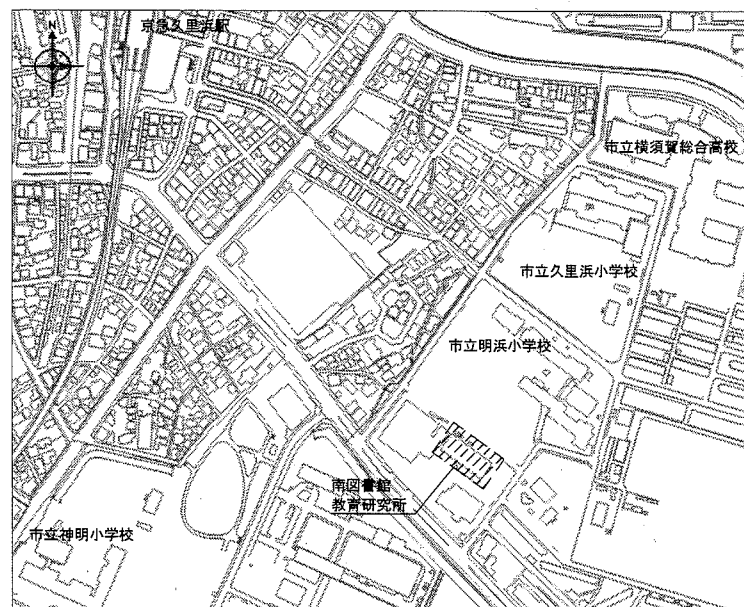 京急久里浜駅
N
市立横須賀総合高校
市立久里浜小学校
市立明浜小学校
南図書館
教育研究所
市立神明小学校